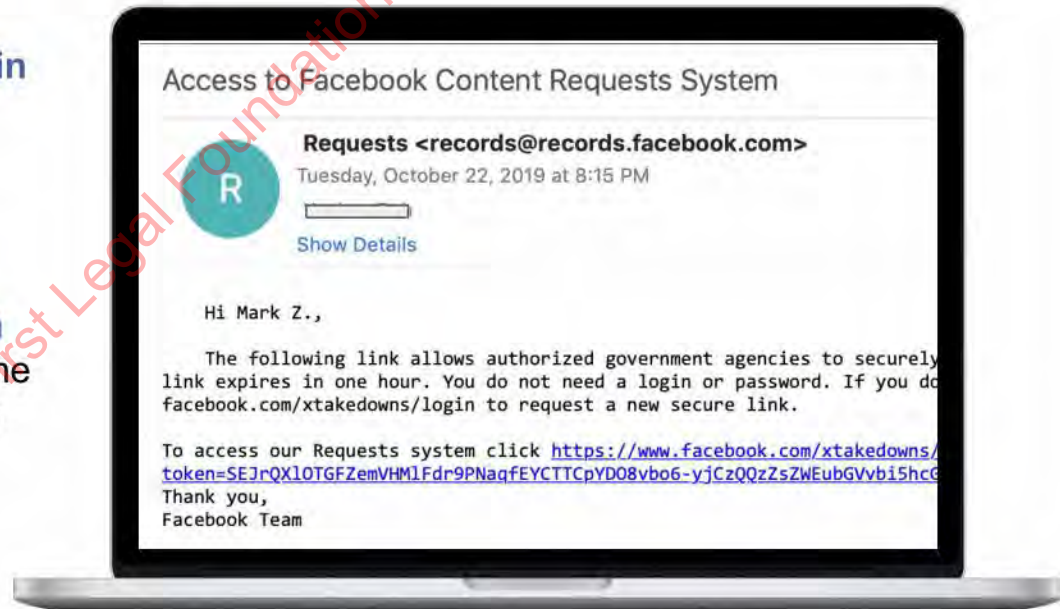 in
First Legal Foundation
Access to Facebook Content Requests System
R
Requests <records@records.facebook.com>
Tuesday, October 22, 2019 at 8:15 PM
Show Details
Hi Mark Z.,
The following link allows authorized government agencies to securely
link expires in one hour. You do not need a login or password. If you do
facebook.com/xtakedowns/login to request a new secure link.
To access our Requests system click https://www.facebook.com/xtakedowns/
token=SEJrQXlOTGFZemVHMlFdr9PNaqfEYCTTCpYDO8vbo6-yjCzQQzZsZWEubGVvbi5hcG
Thank you,
Facebook Team